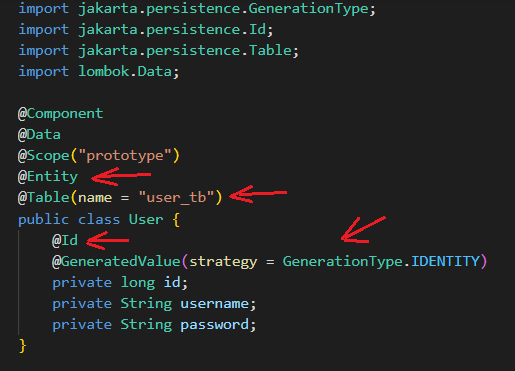 import jakarta.persistence.GenerationType;
import jakarta.persistence.Id;
import jakarta.persistence.Table;
import lombok.Data;
@Component
@Data
@Scope("prototype")
@Entity
@Table(name = "user_tb")
public class User {
@Id
@GeneratedValue(strategy = GenerationType.IDENTITY)
private long id;
private String username;
private String password;
}